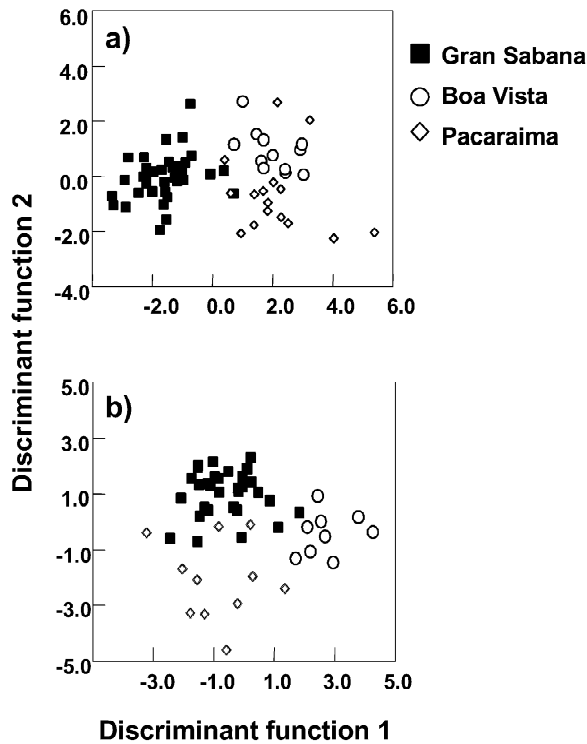 a)
Gran Sabana
Boa Vista
Pacaraima
6.0
4.0
2.0
0.0
-2.0
-4.0
-2.0 0.0 2.0 4.0 6.0
Discriminant function 2
b)
5.0
3.0
1.0
-1.0
-3.0
-5.0
-3.0 -1.0 1.0 3.0 5.0
Discriminant function 1